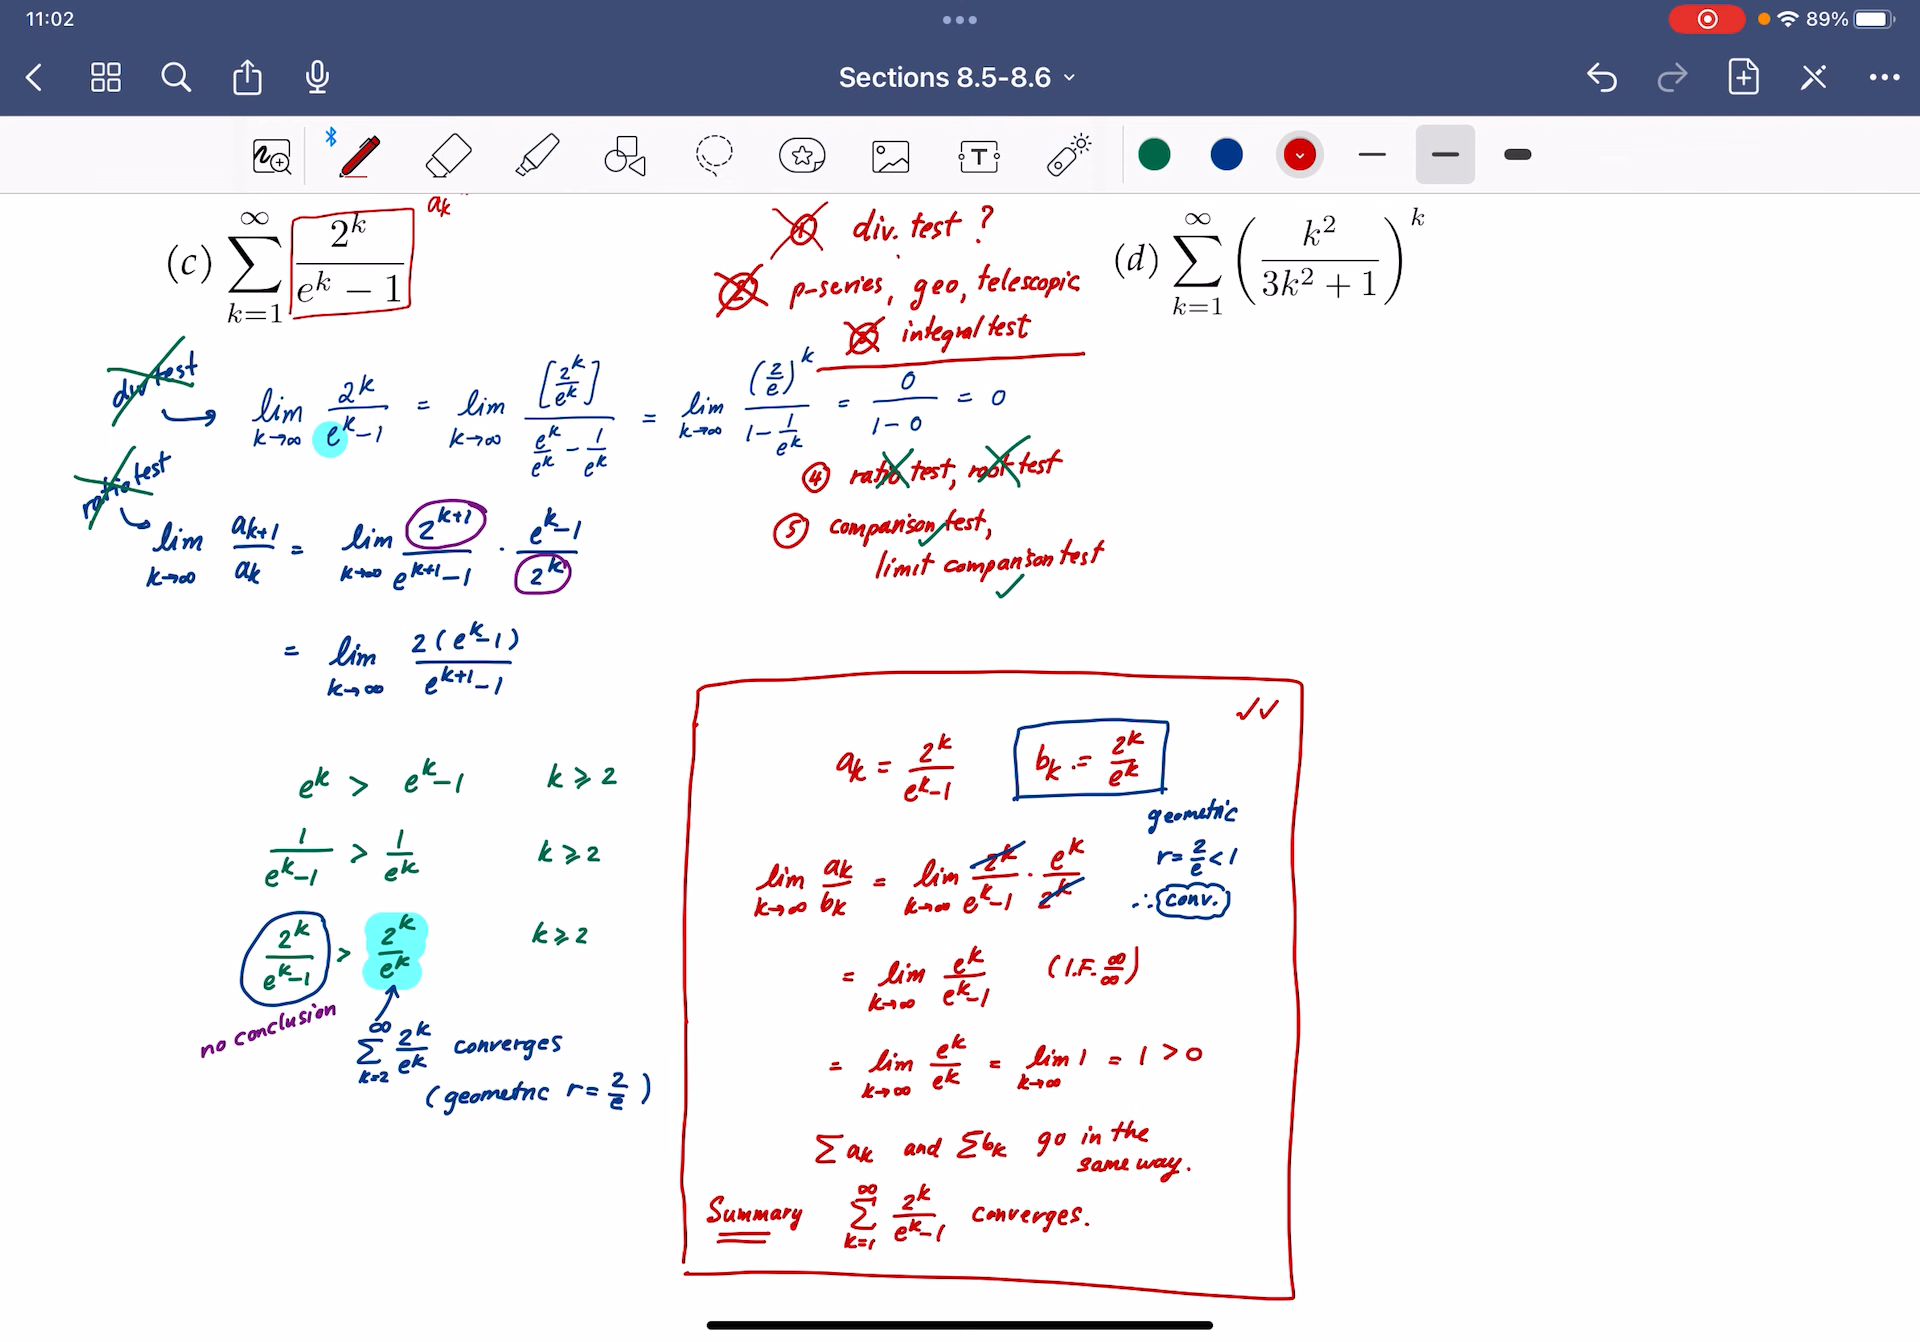 11:02
89%
Sections 8.5-8.6
(c) ∑_{k=1}^{∞} 2^k / (e^k − 1)
a_k
① div. test ?
② p-series, geo, telescopic
③ integral test
(d) ∑_{k=1}^{∞} (k^2 / (3k^2 + 1))^k
div test
lim_{k→∞} 2^k / (e^k−1) = lim_{k→∞} [2^k / e^k] / (e^k/e^k − 1/e^k) = lim_{k→∞} (2/e)^k / (1 − 1/e^k) = 0 / (1 − 0) = 0
④ ratio test, root test
⑤ comparison test,
limit comparison test
ratio test
lim_{k→∞} a_{k+1} / a_k = lim_{k→∞} 2^{k+1} / (e^{k+1}−1) · (e^k−1) / 2^k
= lim_{k→∞} 2(e^k−1) / (e^{k+1}−1)
e^k > e^k−1 k ⩾ 2
1 / (e^k−1) > 1 / e^k k ⩾ 2
2^k / (e^k−1) > 2^k / e^k k ⩾ 2
no conclusion
∑_{k=2}^{∞} 2^k / e^k converges
(geometric r = 2/e)
✓✓
a_k = 2^k / (e^k−1) b_k = 2^k / e^k
geometric
r = 2/e < 1
∴ conv.
lim_{k→∞} a_k / b_k = lim_{k→∞} 2^k / (e^k−1) · e^k / 2^k
= lim_{k→∞} e^k / (e^k−1) (I.F. ∞/∞)
= lim_{k→∞} e^k / e^k = lim_{k→∞} 1 = 1 > 0
∑ a_k and ∑ b_k go in the
same way.
Summary ∑_{k=1}^{∞} 2^k / (e^k−1) converges.